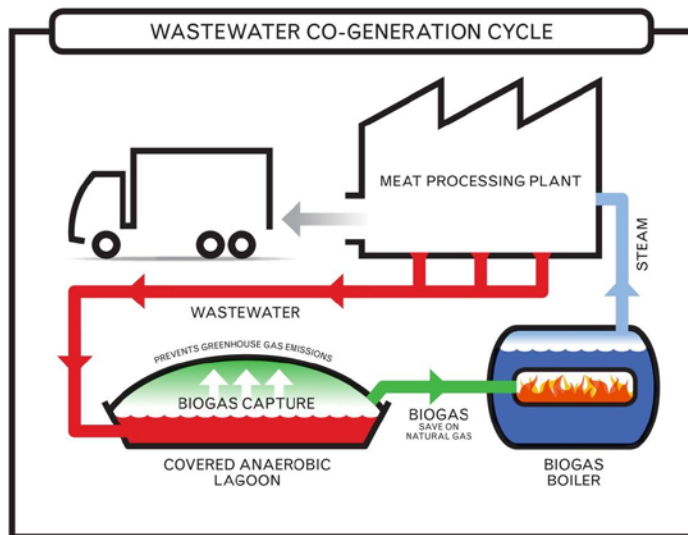 WASTEWATER CO-GENERATION CYCLE
MEAT PROCESSING PLANT
STEAM
WASTEWATER
PREVENTS GREENHOUSE GAS EMISSIONS
BIOGAS CAPTURE
BIOGAS
SAVE ON
NATURAL GAS
COVERED ANAEROBIC
LAGOON
BIOGAS
BOILER